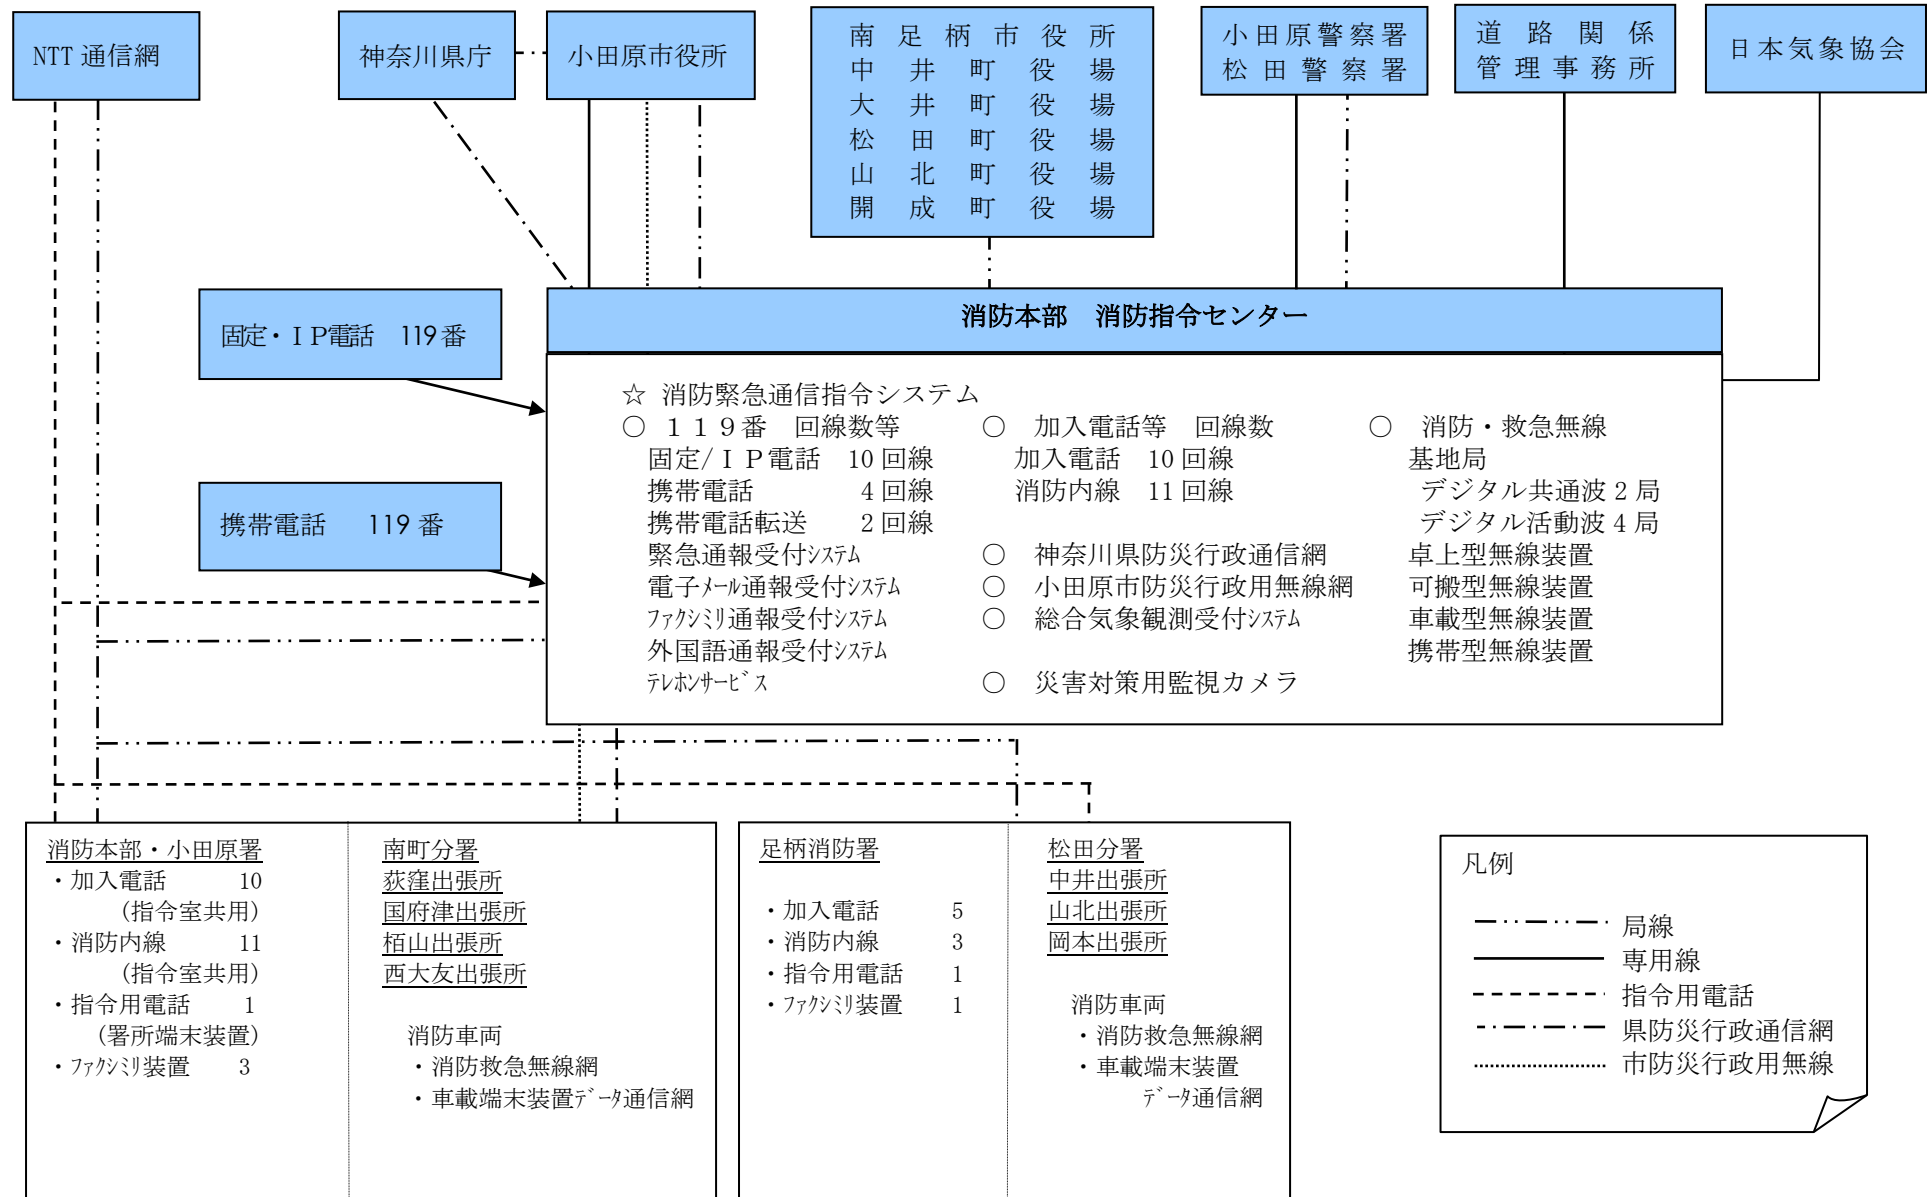 NTT 通信網
神奈川県庁
小田原市役所
南足柄市役所
中井町役場
大井町役場
松田町役場
山北町役場
開成町役場
小田原警察署
松田警察署
道路関係
管理事務所
日本気象協会
固定・ＩＰ電話　119番
携帯電話　119番
消防本部　消防指令センター
☆ 消防緊急通信指令システム
○ １１９番　回線数等
固定/ＩＰ電話　10回線
携帯電話　4回線
携帯電話転送　2回線
緊急通報受付ｼｽﾃﾑ
電子ﾒｰﾙ通報受付ｼｽﾃﾑ
ﾌｧｸｼﾐﾘ通報受付ｼｽﾃﾑ
外国語通報受付ｼｽﾃﾑ
ﾃﾚﾎﾝｻｰﾋﾞｽ
○　加入電話等　回線数
加入電話　10回線
消防内線　11回線
○　神奈川県防災行政通信網
○　小田原市防災行政用無線網
○　総合気象観測受付ｼｽﾃﾑ
○　災害対策用監視カメラ
○　消防・救急無線
基地局
デジタル共通波 2 局
デジタル活動波 4 局
卓上型無線装置
可搬型無線装置
車載型無線装置
携帯型無線装置
消防本部・小田原署
・加入電話　10
(指令室共用)
・消防内線　11
(指令室共用)
・指令用電話　1
(署所端末装置)
・ﾌｧｸｼﾐﾘ装置　3
南町分署
荻窪出張所
国府津出張所
栢山出張所
西大友出張所
消防車両
・消防救急無線網
・車載端末装置ﾃﾞｰﾀ通信網
足柄消防署
・加入電話　5
・消防内線　3
・指令用電話　1
・ﾌｧｸｼﾐﾘ装置　1
松田分署
中井出張所
山北出張所
岡本出張所
消防車両
・消防救急無線網
・車載端末装置
ﾃﾞｰﾀ通信網
凡例
局線
専用線
指令用電話
県防災行政通信網
市防災行政用無線